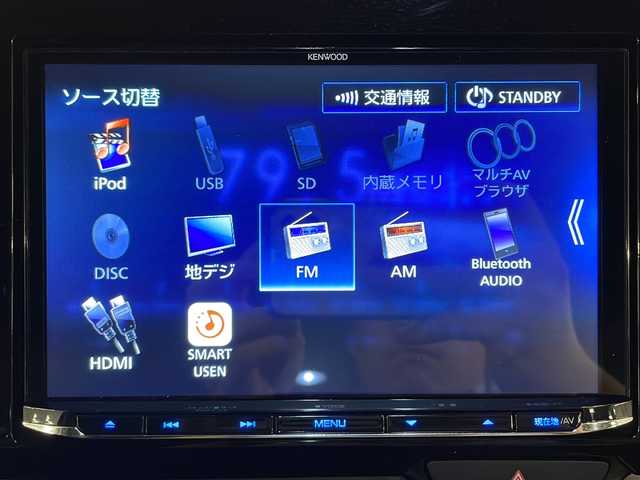 KENWOOD
ソース切替
交通情報
STANDBY
iPod
USB
SD
内蔵メモリ
マルチAV
ブラウザ
79.5
DISC
地デジ
FM
AM
Bluetooth
AUDIO
HDMI
SMART
USEN
MENU
現在地/AV